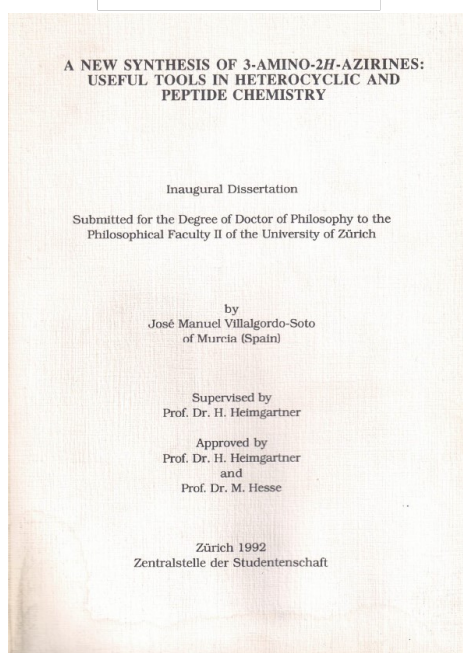 A NEW SYNTHESIS OF 3-AMINO-2H-AZIRINES:
USEFUL TOOLS IN HETEROCYCLIC AND
PEPTIDE CHEMISTRY
Inaugural Dissertation
Submitted for the Degree of Doctor of Philosophy to the
Philosophical Faculty II of the University of Zürich
by
José Manuel Villalgordo-Soto
of Murcia (Spain)
Supervised by
Prof. Dr. H. Heimgartner
Approved by
Prof. Dr. H. Heimgartner
and
Prof. Dr. M. Hesse
Zürich 1992
Zentralstelle der Studentenschaft